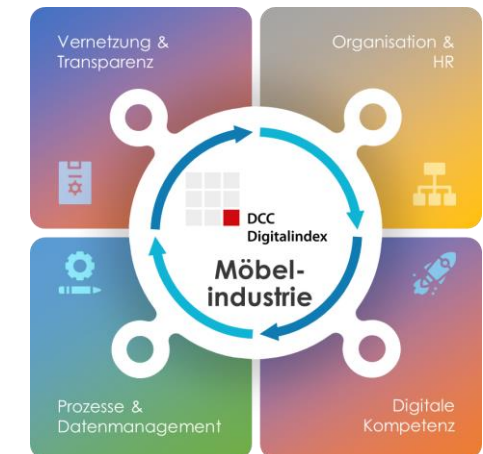 Vernetzung &
Transparenz
Organisation &
HR
DCC
Digitalindex
Möbel-
industrie
Prozesse &
Datenmanagement
Digitale
Kompetenz